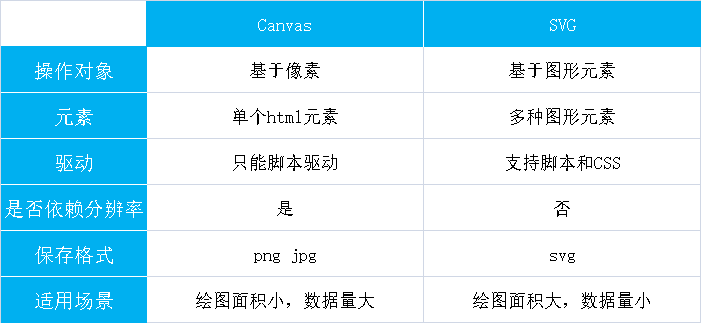 Canvas SVG
操作对象 基于像素 基于图形元素
元素 单个html元素 多种图形元素
驱动 只能脚本驱动 支持脚本和CSS
是否依赖分辨率 是 否
保存格式 png jpg svg
适用场景 绘图面积小，数据量大 绘图面积大，数据量小